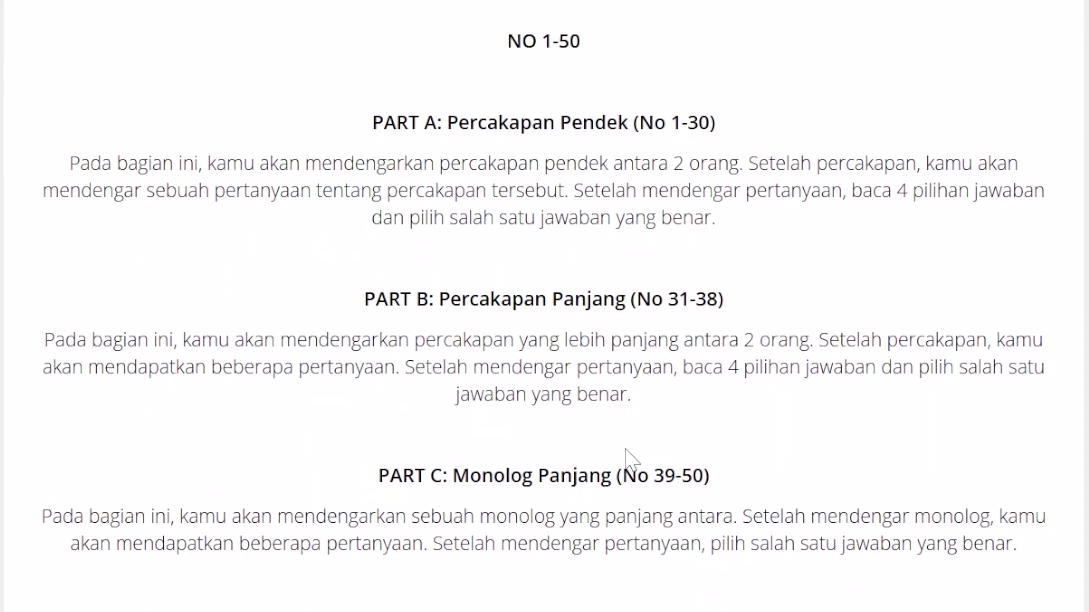 NO 1-50
PART A: Percakapan Pendek (No 1-30)
Pada bagian ini, kamu akan mendengarkan percakapan pendek antara 2 orang. Setelah percakapan, kamu akan
mendengar sebuah pertanyaan tentang percakapan tersebut. Setelah mendengar pertanyaan, baca 4 pilihan jawaban
dan pilih salah satu jawaban yang benar.
PART B: Percakapan Panjang (No 31-38)
Pada bagian ini, kamu akan mendengarkan percakapan yang lebih panjang antara 2 orang. Setelah percakapan, kamu
akan mendapatkan beberapa pertanyaan. Setelah mendengar pertanyaan, baca 4 pilihan jawaban dan pilih salah satu
jawaban yang benar.
PART C: Monolog Panjang (No 39-50)
Pada bagian ini, kamu akan mendengarkan sebuah monolog yang panjang antara. Setelah mendengar monolog, kamu
akan mendapatkan beberapa pertanyaan. Setelah mendengar pertanyaan, pilih salah satu jawaban yang benar.